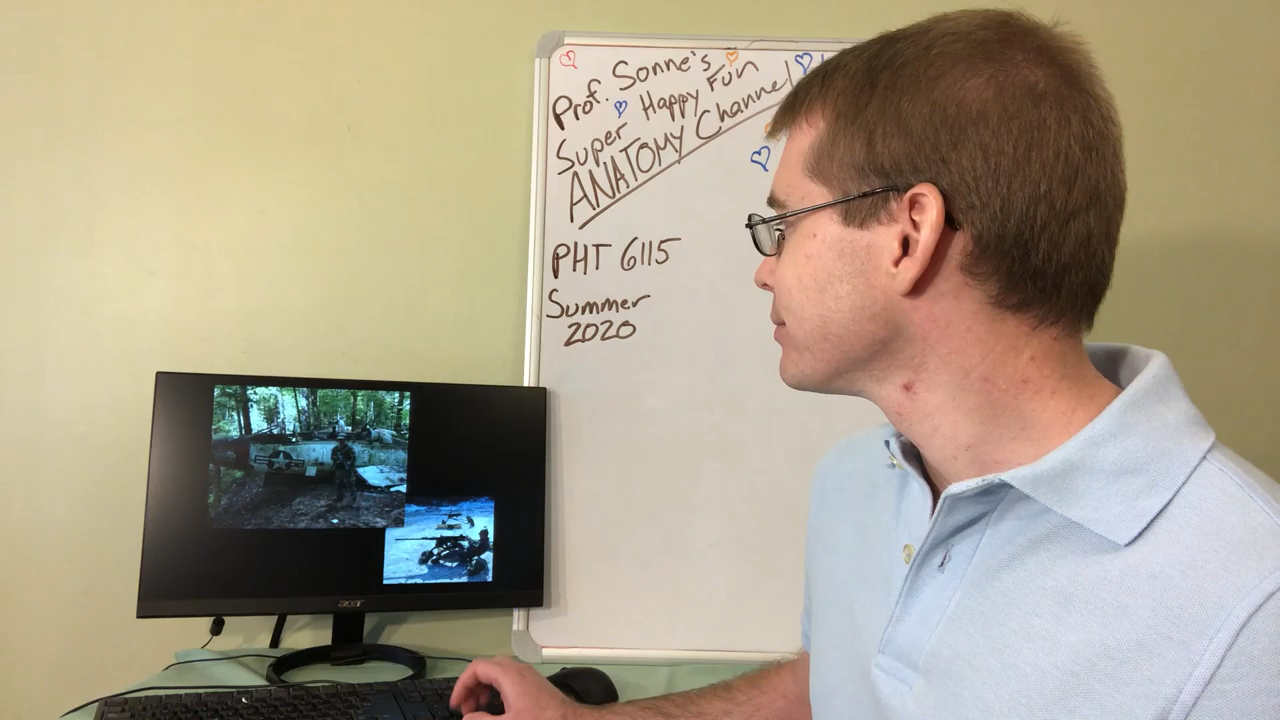 Prof. Sonne's
Super Happy Fun
ANATOMY Channel
PHT 6115
Summer
2020
acer